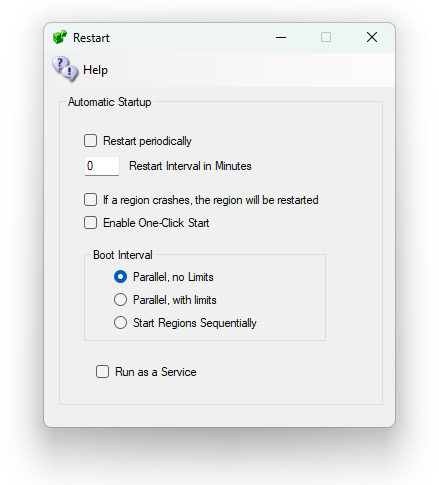 Restart
Help
Automatic Startup
Restart periodically
0 Restart Interval in Minutes
If a region crashes, the region will be restarted
Enable One-Click Start
Boot Interval
Parallel, no Limits
Parallel, with limits
Start Regions Sequentially
Run as a Service